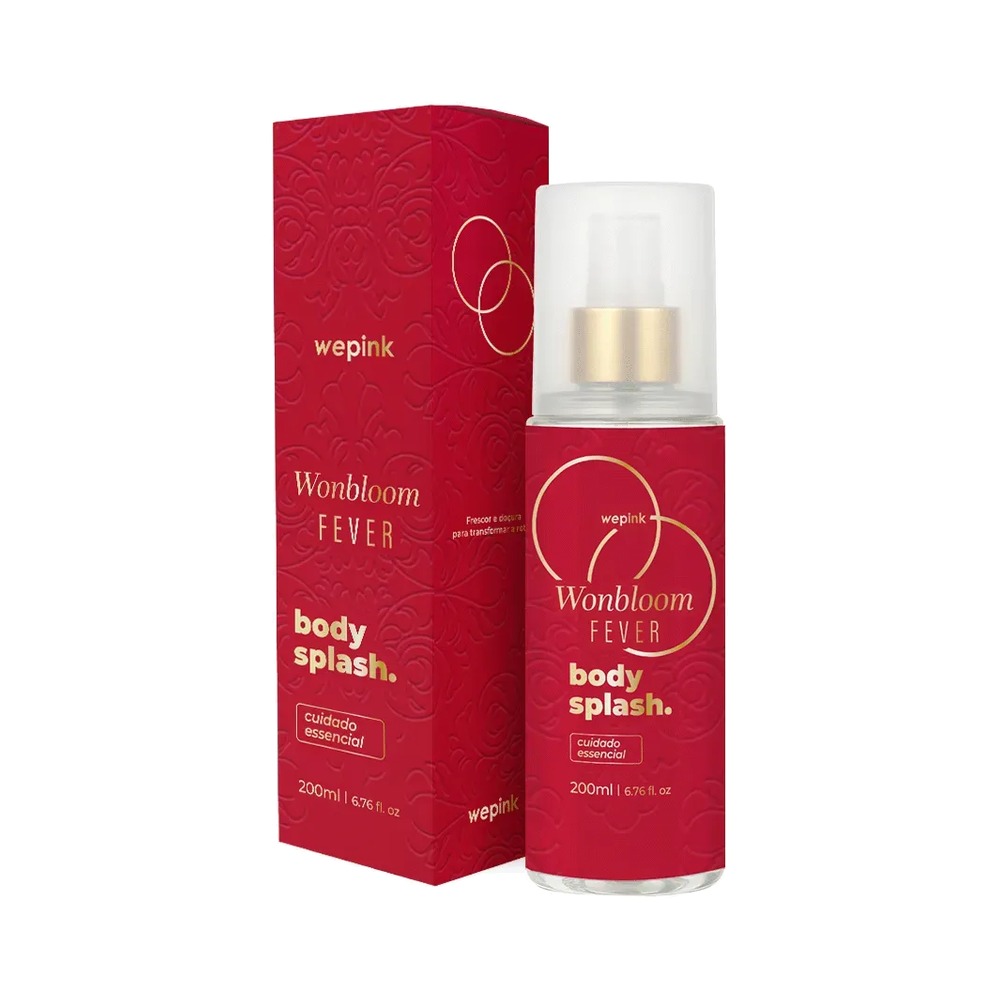 wepink
Wonbloom
FEVER
body
splash.
cuidado
essencial
200ml | 6.76 fl. oz
Frescor e doçura
para transformar a
wepink
wepink
Wonbloom
FEVER
body
splash.
cuidado
essencial
200ml | 6.76 fl. oz